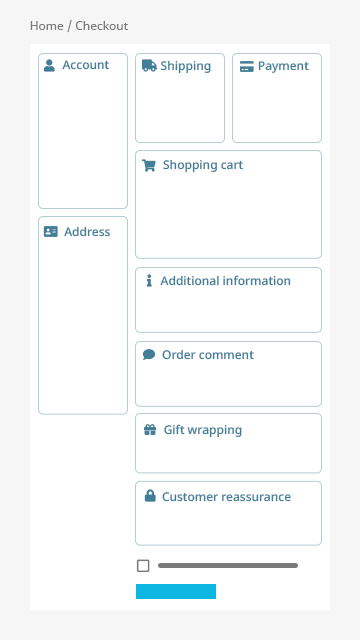 Home / Checkout
Account
Shipping
Payment
Shopping cart
Address
Additional information
Order comment
Gift wrapping
Customer reassurance